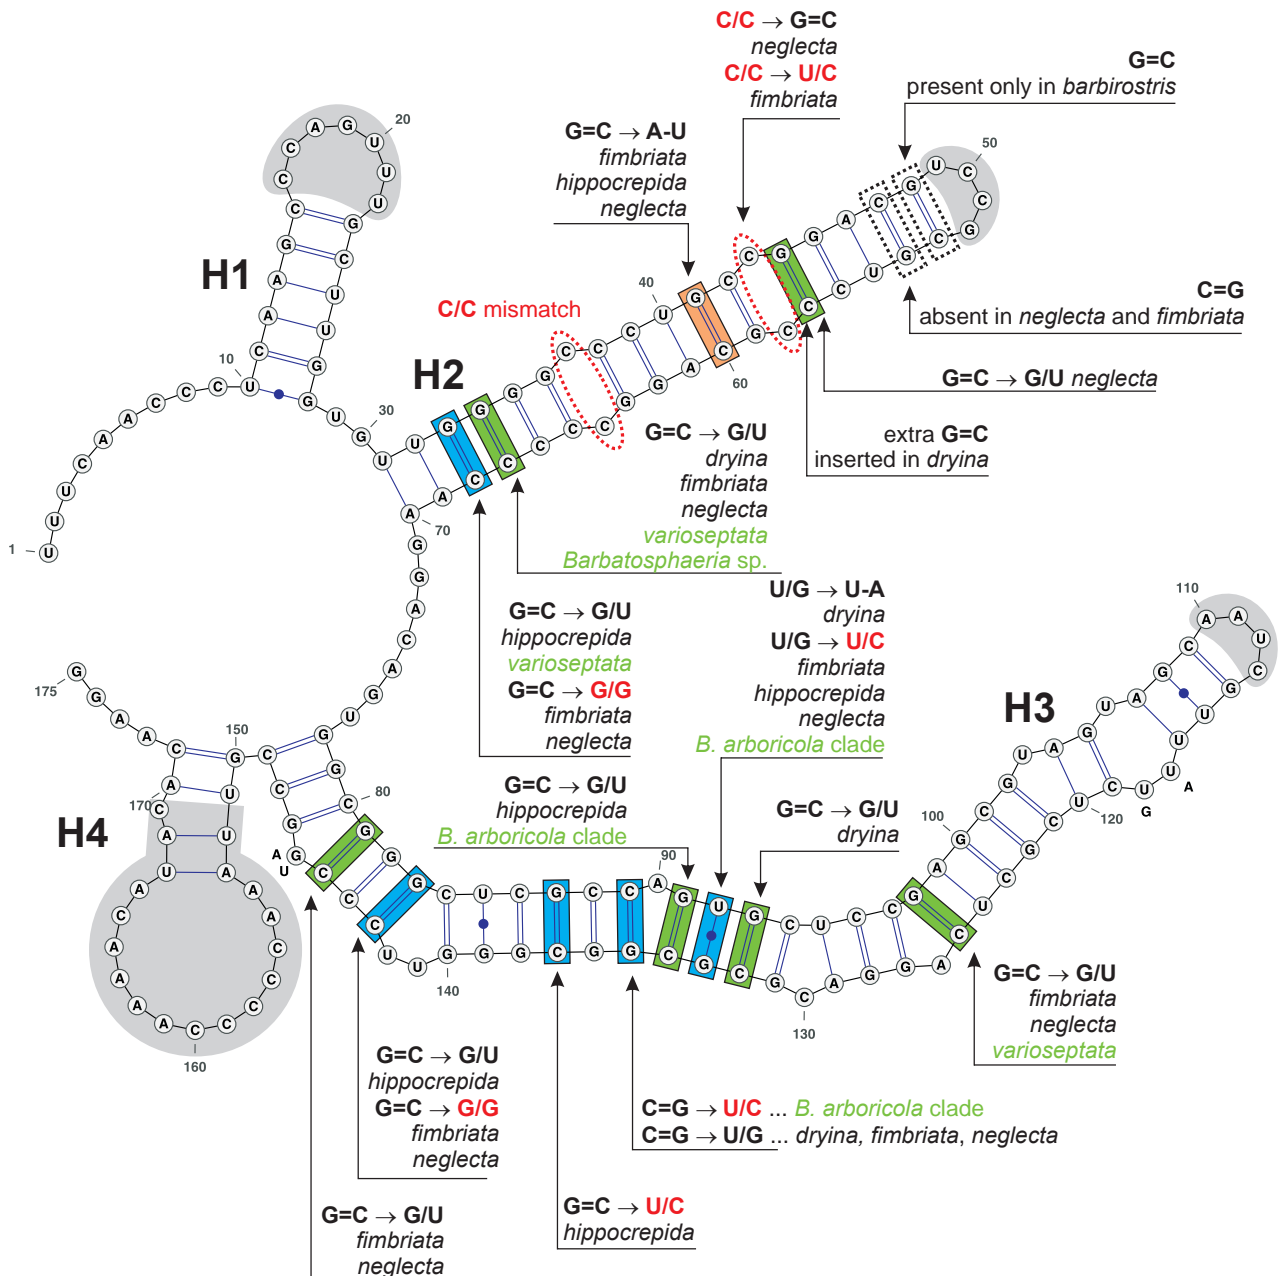 C/C → G=C
neglecta
C/C → U/C
fimbriata
G=C
present only in barbirostris
G=C → A-U
fimbriata
hippocrepida
neglecta
20
50
H1
40
C/C mismatch
10
H2
60
C=G
absent in neglecta and fimbriata
G=C → G/U neglecta
extra G=C
inserted in dryina
30
G=C → G/U
dryina
fimbriata
neglecta
varioseptata
Barbatosphaeria sp.
1
70
U/G → U-A
dryina
U/G → U/C
fimbriata
hippocrepida
neglecta
B. arboricola clade
G=C → G/U
hippocrepida
varioseptata
G=C → G/G
fimbriata
neglecta
110
H3
175
150
G=C → G/U
hippocrepida
B. arboricola clade
80
G=C → G/U
dryina
170
H4
100
120
A
G
A
U
90
140
130
160
G=C → G/U
fimbriata
neglecta
varioseptata
G=C → G/U
hippocrepida
G=C → G/G
fimbriata
neglecta
C=G → U/C ... B. arboricola clade
C=G → U/G ... dryina, fimbriata, neglecta
G=C → U/C
hippocrepida
G=C → G/U
fimbriata
neglecta